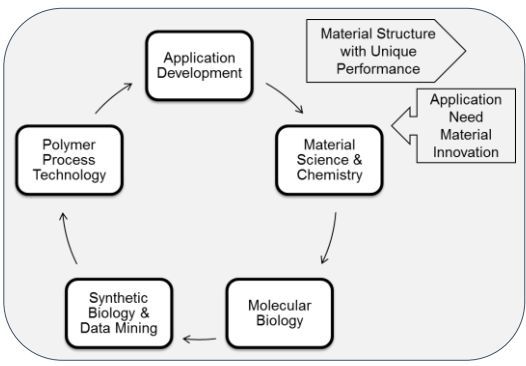 Application
Development
Material Structure
with Unique
Performance
Application
Need
Material
Innovation
Material
Science &
Chemistry
Molecular
Biology
Synthetic
Biology &
Data Mining
Polymer
Process
Technology